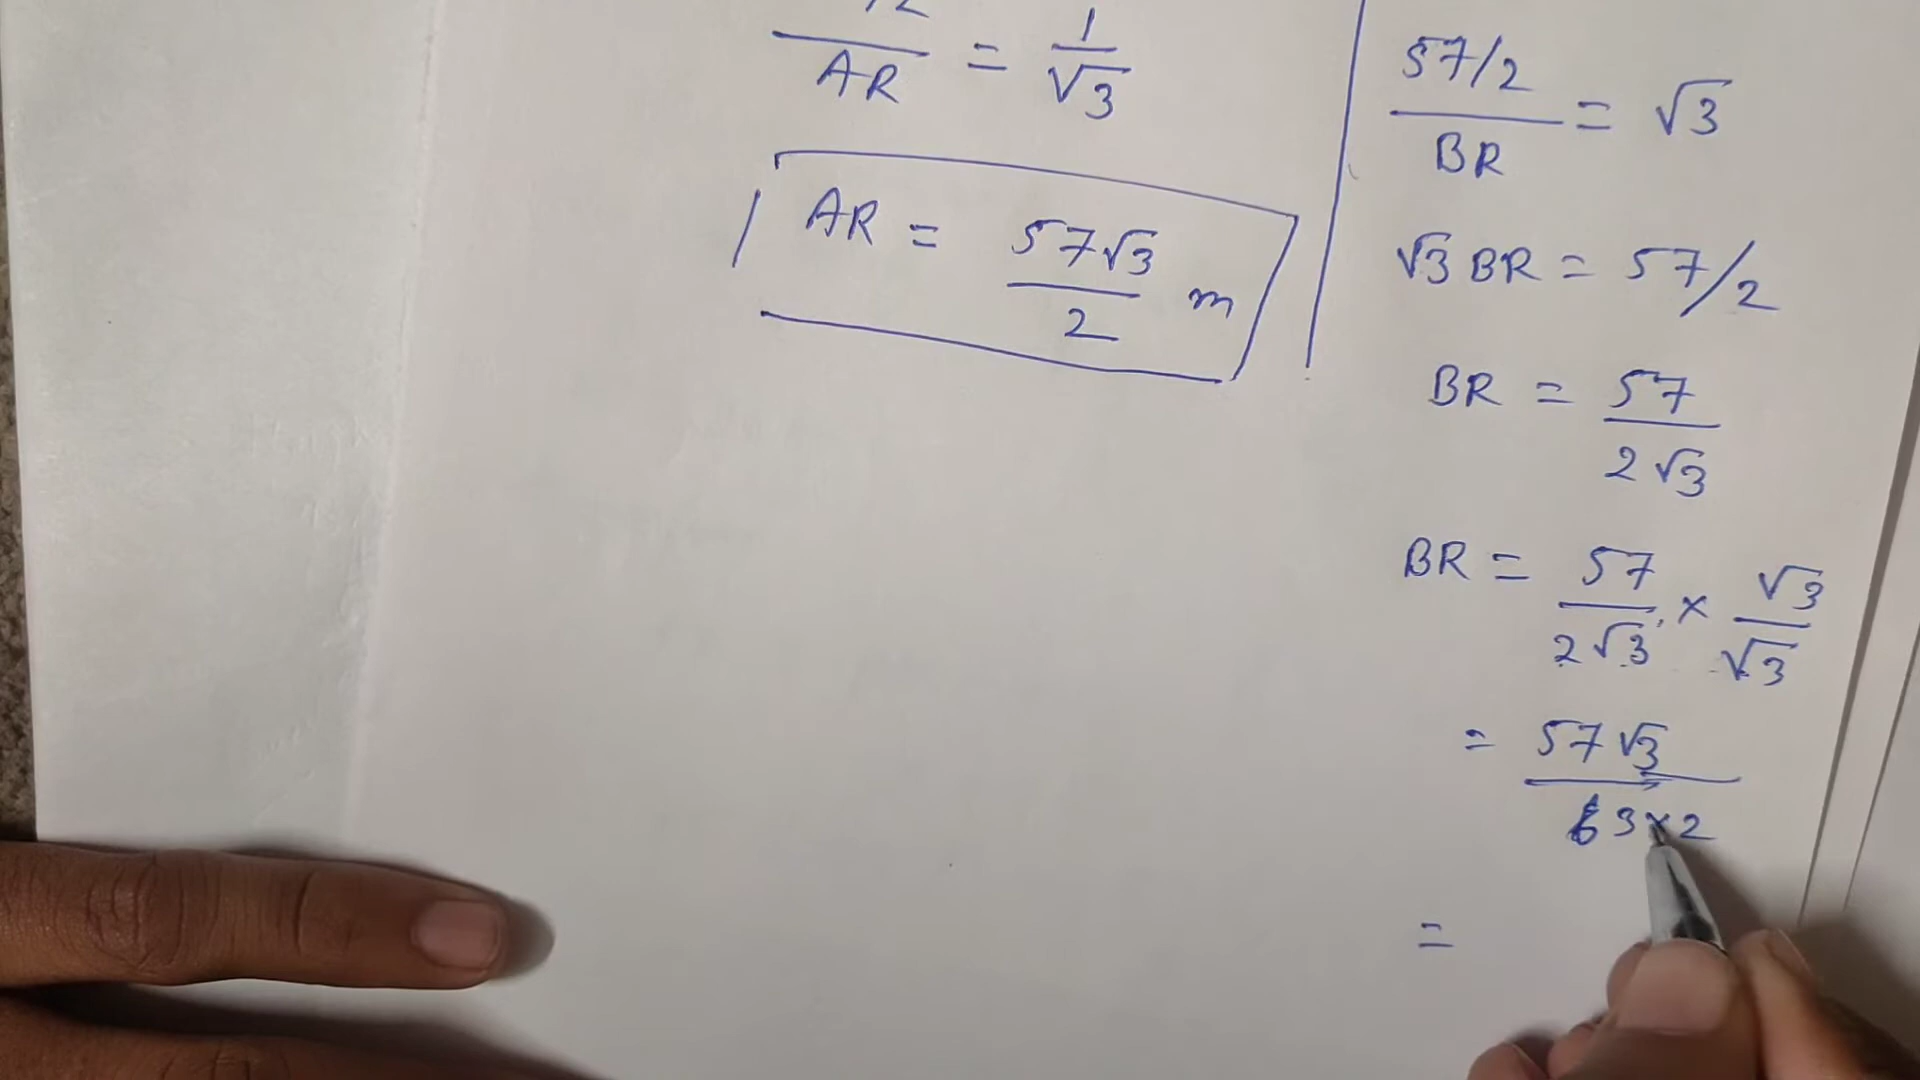 /2/AR = 1/√3
AR = 57√3/2 m
57/2/BR = √3
√3 BR = 57/2
BR = 57/2√3
BR = 57/2√3 × √3/√3
= 57√3/3×2
=